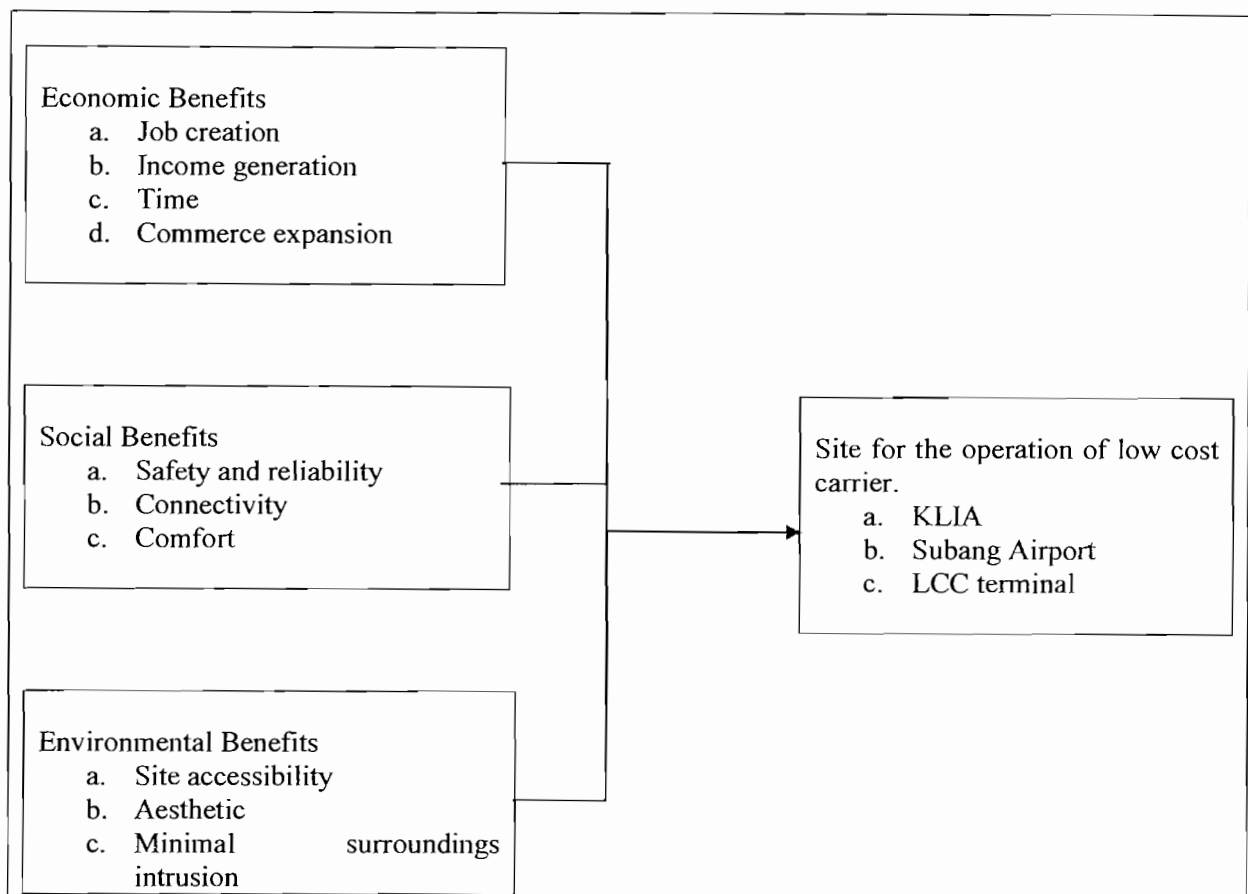 Economic Benefits
a. Job creation
b. Income generation
c. Time
d. Commerce expansion
Social Benefits
a. Safety and reliability
b. Connectivity
c. Comfort
Environmental Benefits
a. Site accessibility
b. Aesthetic
c. Minimal surroundings
intrusion
Site for the operation of low cost
carrier.
a. KLIA
b. Subang Airport
c. LCC terminal